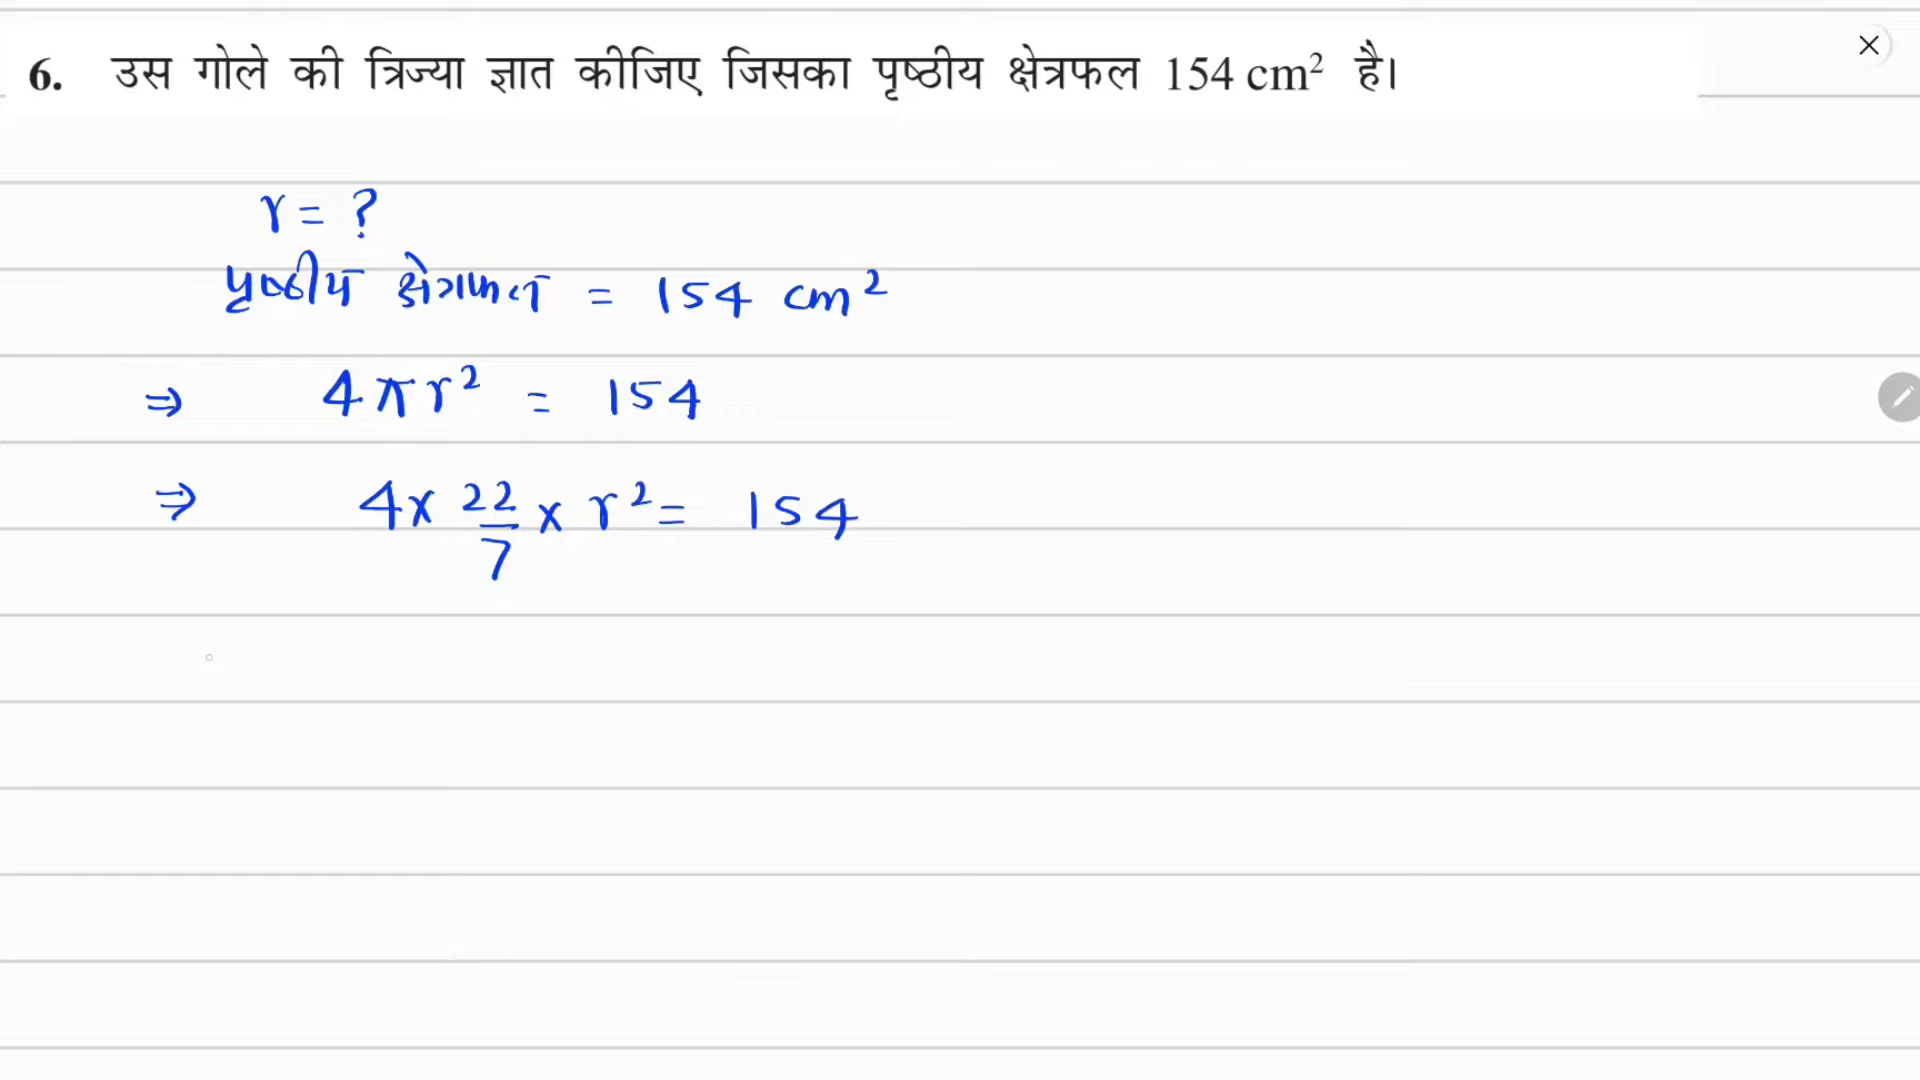 6. उस गोले की त्रिज्या ज्ञात कीजिए जिसका पृष्ठीय क्षेत्रफल 154 cm² है।
r = ?
पृष्ठीय क्षेत्रफल = 154 cm²
⇒ 4πr² = 154
⇒ 4 × 22/7 × r² = 154